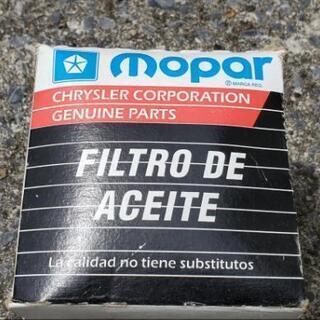 mopar
® MARCA REG.
CHRYSLER CORPORATION
GENUINE PARTS
FILTRO DE
ACEITE
La calidad no tiene substitutos